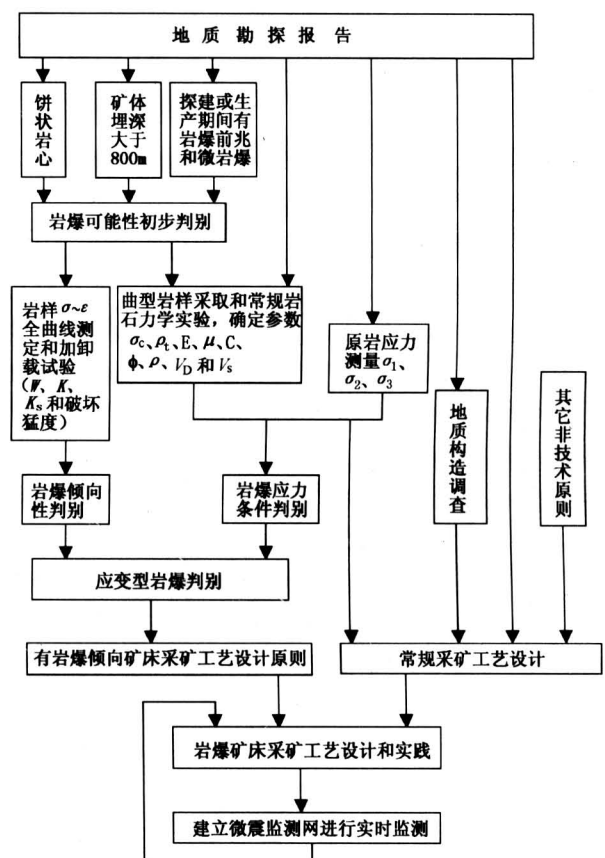 地质勘探报告
饼
状
岩
心
矿体
埋深
大于
800m
探建或生
产期间有
岩爆前兆
和微岩爆
岩爆可能性初步判别
岩样σ~ε
全曲线测
定和加卸
载试验
(W、K、
Ks和破坏
猛度)
曲型岩样采取和常规岩
石力学实验，确定参数
σc、ρt、E、μ、C、
ϕ、ρ、VD和Vs
原岩应力
测量σ1、
σ2、σ3
地
质
构
造
调
查
其
它
非
技
术
原
则
岩爆倾向
性判别
岩爆应力
条件判别
应变型岩爆判别
有岩爆倾向矿床采矿工艺设计原则
常规采矿工艺设计
岩爆矿床采矿工艺设计和实践
建立微震监测网进行实时监测